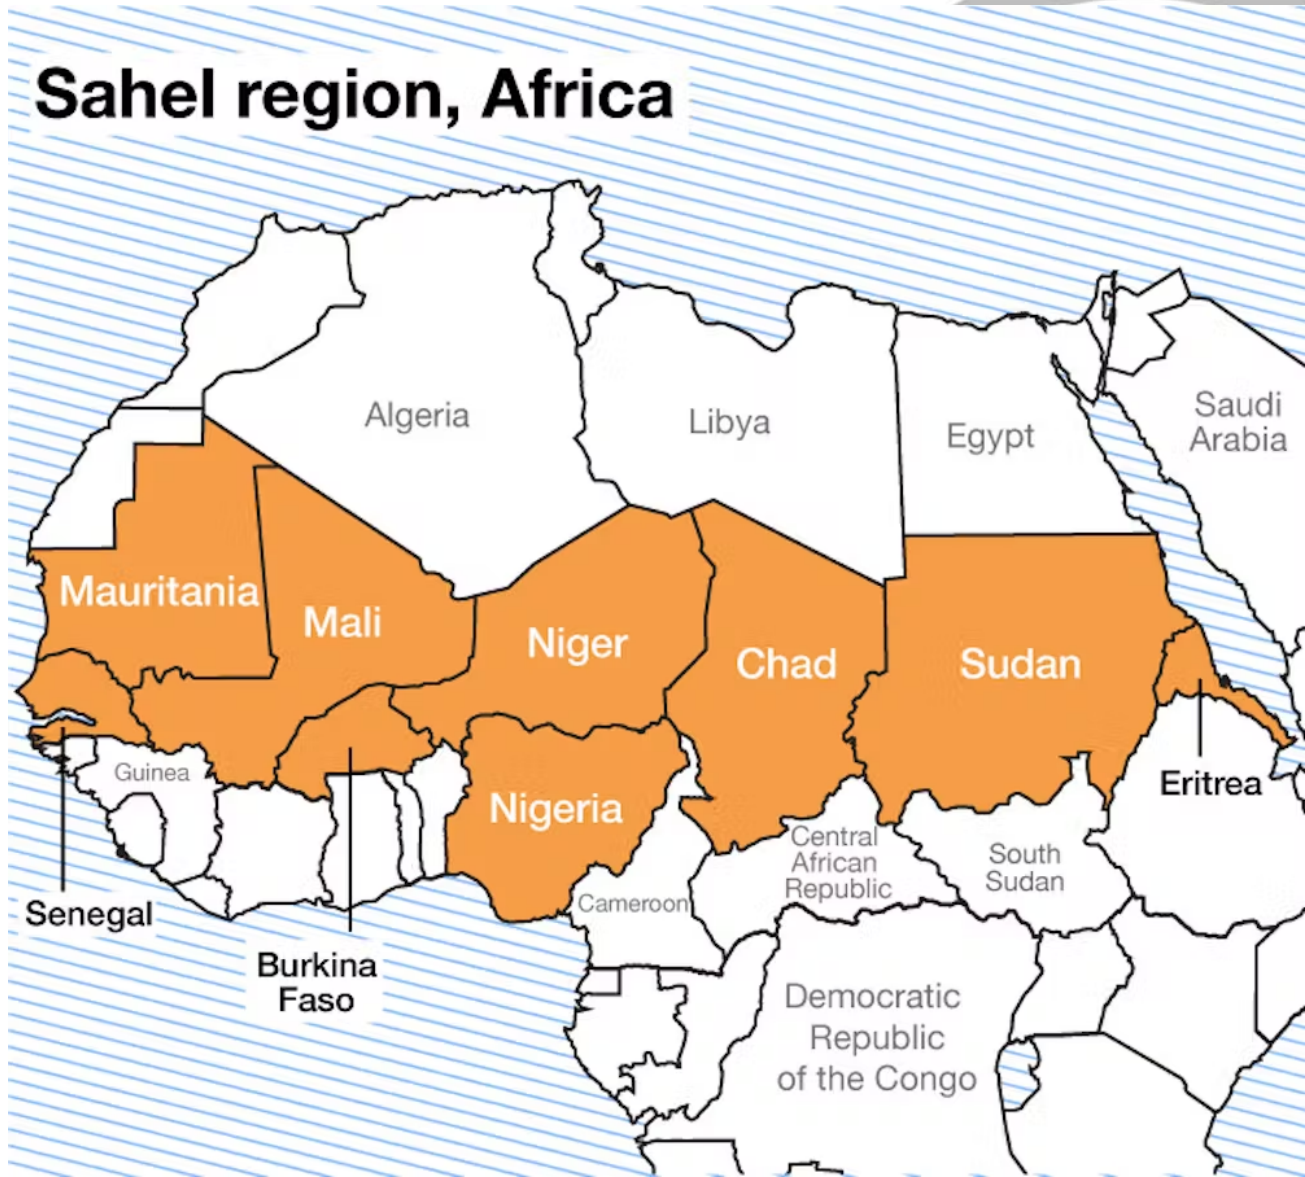 Sahel region, Africa
Algeria
Libya
Egypt
Saudi
Arabia
Mauritania
Mali
Niger
Chad
Sudan
Guinea
Nigeria
Eritrea
Central
African
Republic
South
Sudan
Cameroon
Senegal
Burkina
Faso
Democratic
Republic
of the Congo